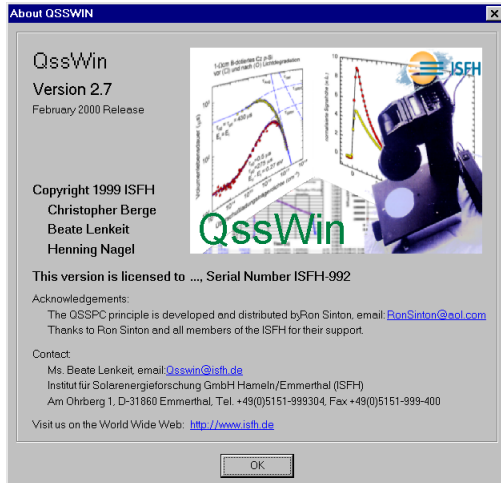 About QSSWIN
QssWin
Version 2.7
February 2000 Release
ISFH
QssWin
Copyright 1999 ISFH
Christopher Berge
Beate Lenkeit
Henning Nagel
This version is licensed to ..., Serial Number ISFH-992
Acknowledgements:
The QSSPC principle is developed and distributed byRon Sinton, email: RonSinton@aol.com
Thanks to Ron Sinton and all members of the ISFH for their support.
Contact:
Ms. Beate Lenkeit, email:Qsswin@isfh.de
Institut für Solarenergieforschung GmbH Hameln/Emmerthal (ISFH)
Am Ohrberg 1, D-31860 Emmerthal, Tel. +49(0)5151-999304, Fax +49(0)5151-999-400
Visit us on the World Wide Web: http://www.isfh.de
OK